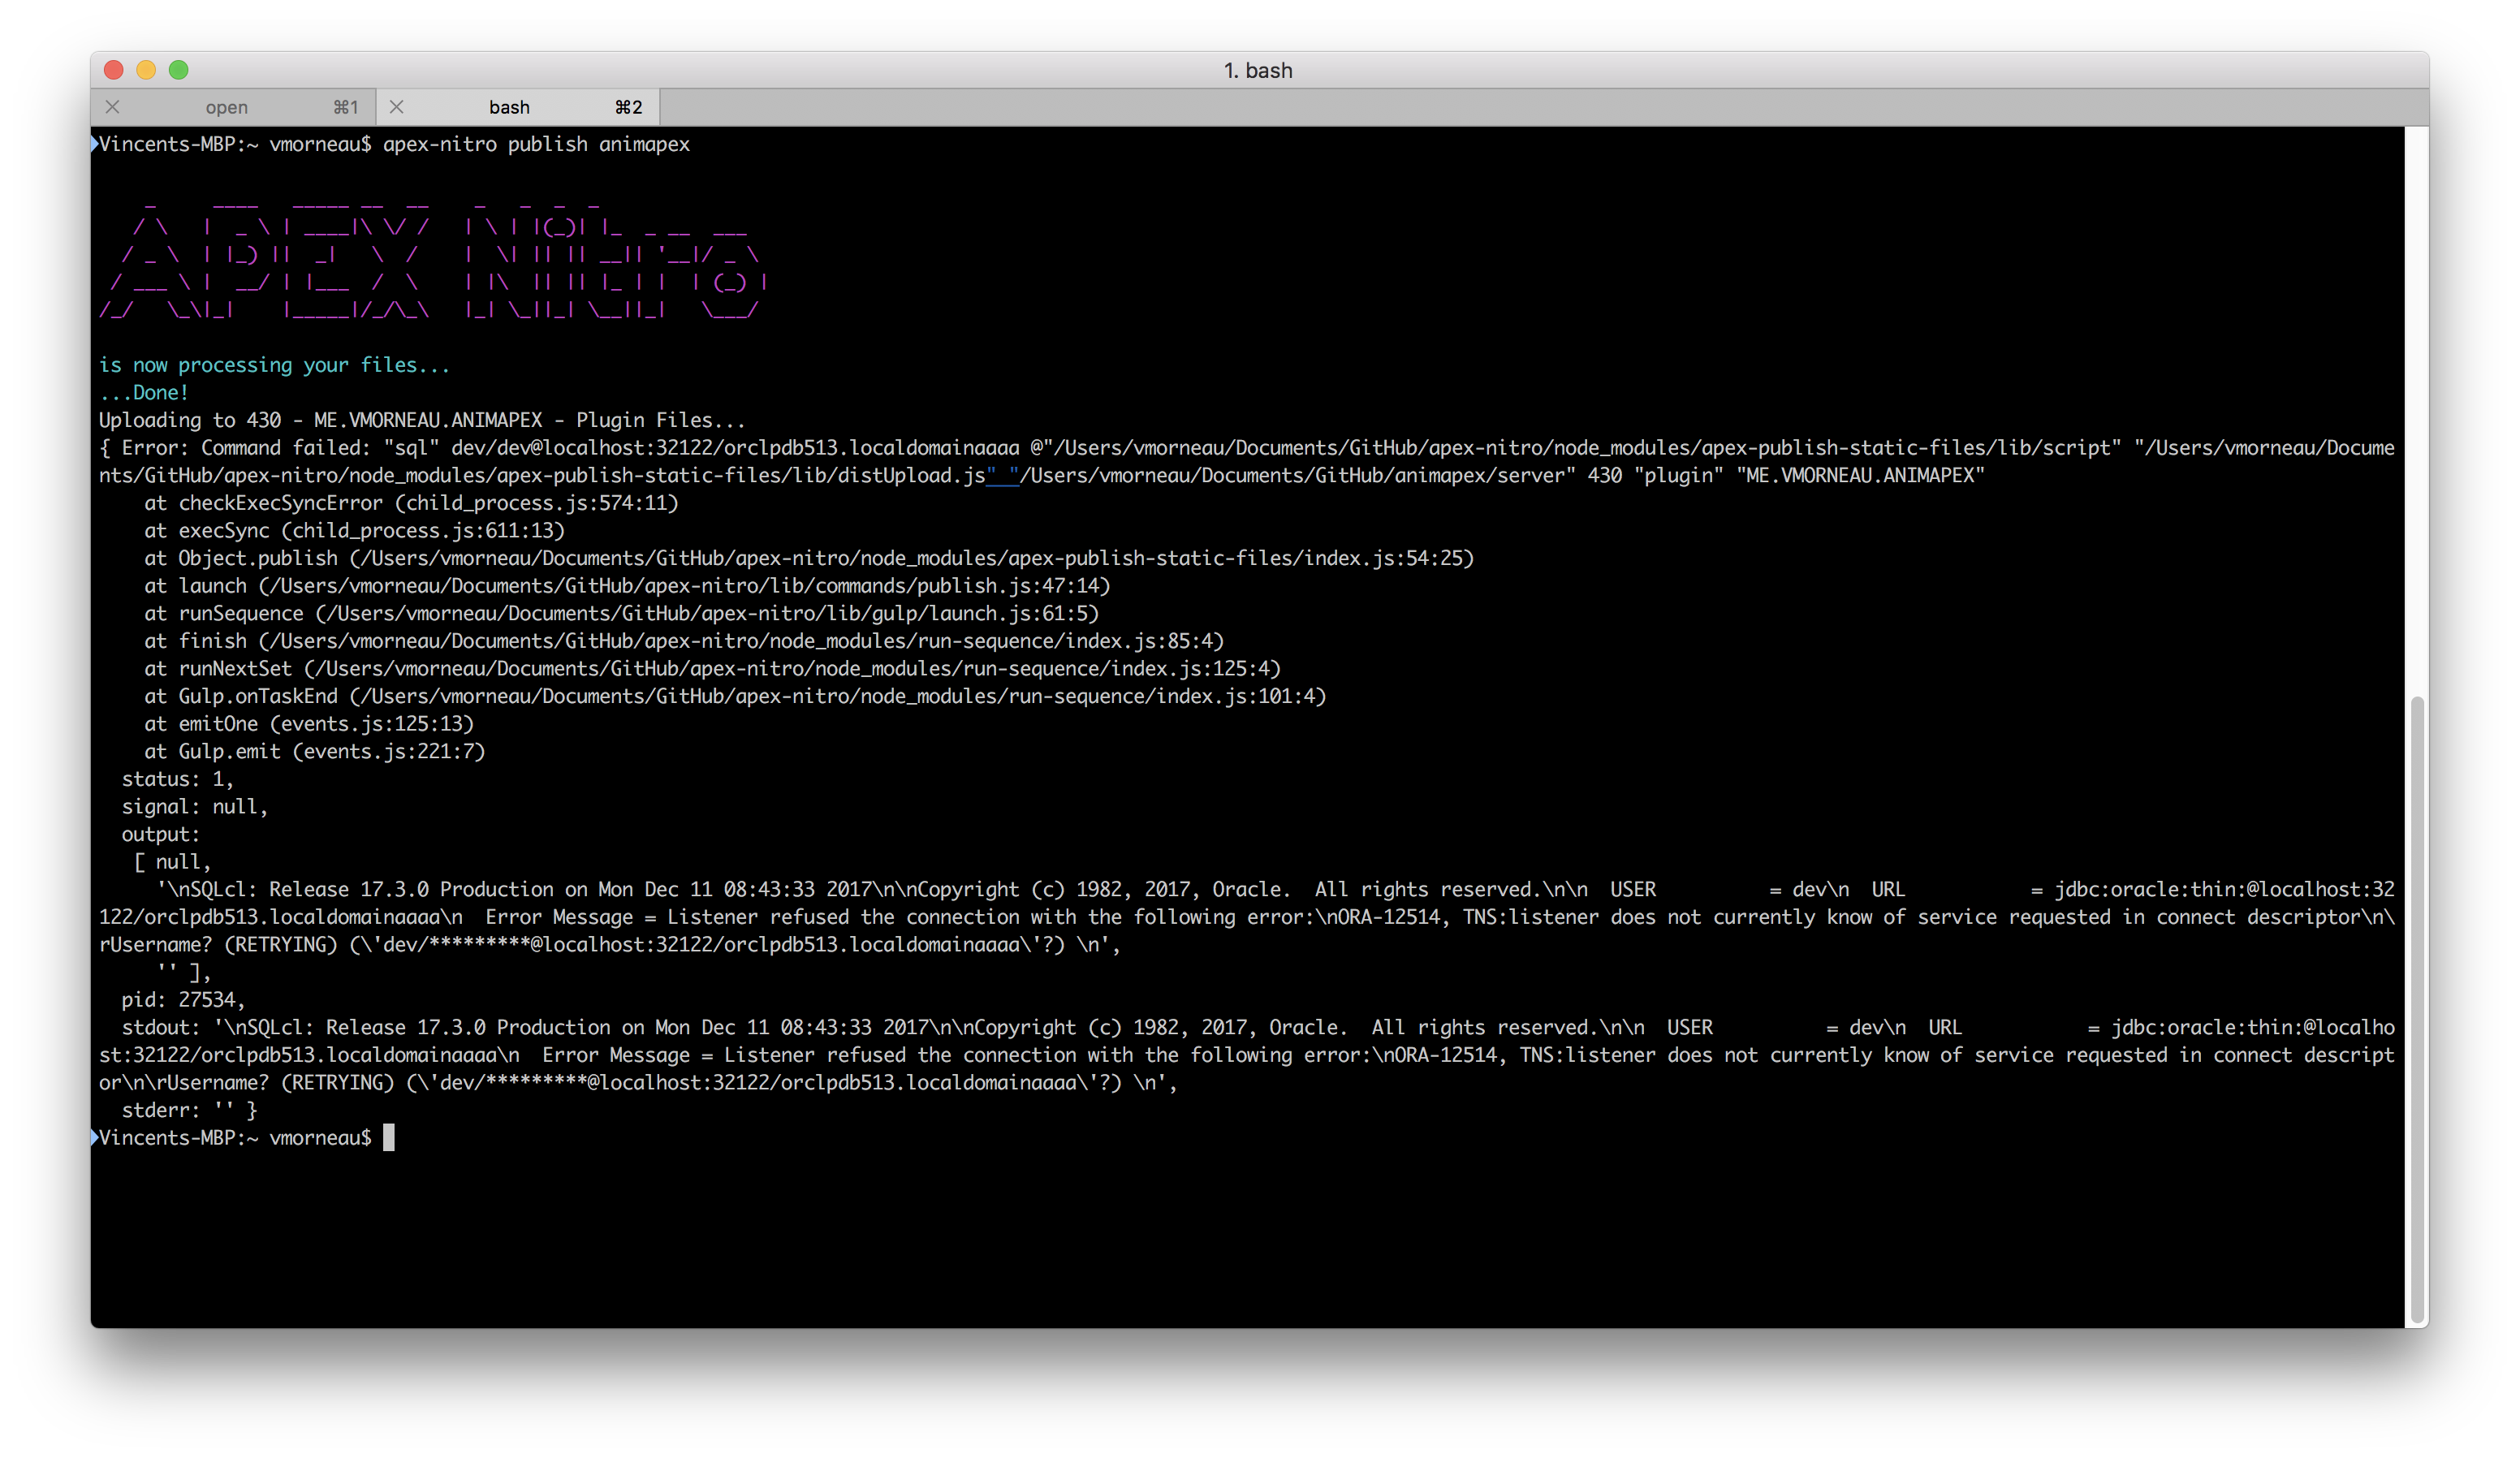 1. bash
open ⌘1 bash ⌘2
Vincents-MBP:~ vmorneau$ apex-nitro publish animapex
APEX Nitro
is now processing your files...
...Done!
Uploading to 430 - ME.VMORNEAU.ANIMAPEX - Plugin Files...
{ Error: Command failed: "sql" dev/dev@localhost:32122/orclpdb513.localdomainaaaa @"/Users/vmorneau/Documents/GitHub/apex-nitro/node_modules/apex-publish-static-files/lib/script" "/Users/vmorneau/Docume
nts/GitHub/apex-nitro/node_modules/apex-publish-static-files/lib/distUpload.js" "/Users/vmorneau/Documents/GitHub/animapex/server" 430 "plugin" "ME.VMORNEAU.ANIMAPEX"
    at checkExecSyncError (child_process.js:574:11)
    at execSync (child_process.js:611:13)
    at Object.publish (/Users/vmorneau/Documents/GitHub/apex-nitro/node_modules/apex-publish-static-files/index.js:54:25)
    at launch (/Users/vmorneau/Documents/GitHub/apex-nitro/lib/commands/publish.js:47:14)
    at runSequence (/Users/vmorneau/Documents/GitHub/apex-nitro/lib/gulp/launch.js:61:5)
    at finish (/Users/vmorneau/Documents/GitHub/apex-nitro/node_modules/run-sequence/index.js:85:4)
    at runNextSet (/Users/vmorneau/Documents/GitHub/apex-nitro/node_modules/run-sequence/index.js:125:4)
    at Gulp.onTaskEnd (/Users/vmorneau/Documents/GitHub/apex-nitro/node_modules/run-sequence/index.js:101:4)
    at emitOne (events.js:125:13)
    at Gulp.emit (events.js:221:7)
  status: 1,
  signal: null,
  output:
   [ null,
     '\nSQLcl: Release 17.3.0 Production on Mon Dec 11 08:43:33 2017\n\nCopyright (c) 1982, 2017, Oracle.  All rights reserved.\n\n  USER          = dev\n  URL           = jdbc:oracle:thin:@localhost:32
122/orclpdb513.localdomainaaaa\n  Error Message = Listener refused the connection with the following error:\nORA-12514, TNS:listener does not currently know of service requested in connect descriptor\n\
rUsername? (RETRYING) (\'dev/*********@localhost:32122/orclpdb513.localdomainaaaa\'?) \n',
     '' ],
  pid: 27534,
  stdout: '\nSQLcl: Release 17.3.0 Production on Mon Dec 11 08:43:33 2017\n\nCopyright (c) 1982, 2017, Oracle.  All rights reserved.\n\n  USER          = dev\n  URL           = jdbc:oracle:thin:@localho
st:32122/orclpdb513.localdomainaaaa\n  Error Message = Listener refused the connection with the following error:\nORA-12514, TNS:listener does not currently know of service requested in connect descript
or\n\rUsername? (RETRYING) (\'dev/*********@localhost:32122/orclpdb513.localdomainaaaa\'?) \n',
  stderr: '' }
Vincents-MBP:~ vmorneau$